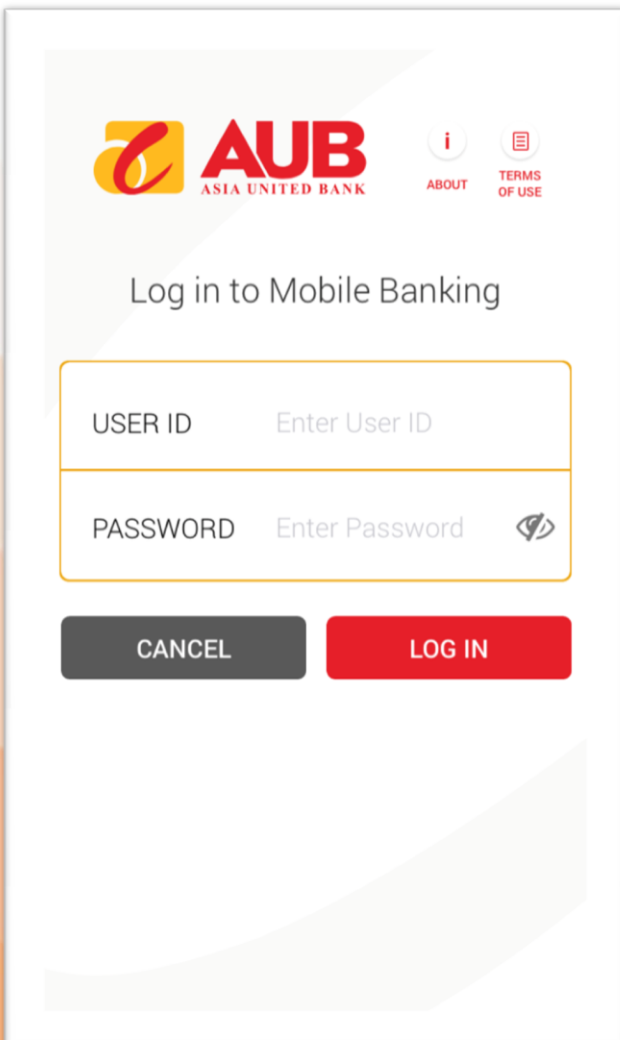 AUB
ASIA UNITED BANK
i
ABOUT
TERMS
OF USE
Log in to Mobile Banking
USER ID Enter User ID
PASSWORD Enter Password
CANCEL LOG IN